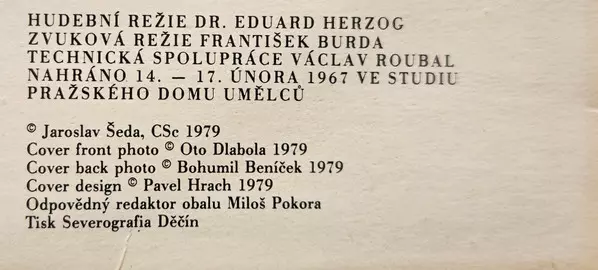 HUDEBNÍ REŽIE DR. EDUARD HERZOG
ZVUKOVÁ REŽIE FRANTIŠEK BURDA
TECHNICKÁ SPOLUPRÁCE VÁCLAV ROUBAL
NAHRÁNO 14. — 17. ÚNORA 1967 VE STUDIU
PRAŽSKÉHO DOMU UMĚLCŮ
© Jaroslav Šeda, CSc 1979
Cover front photo © Oto Dlabola 1979
Cover back photo © Bohumil Beníček 1979
Cover design © Pavel Hrach 1979
Odpovědný redaktor obalu Miloš Pokora
Tisk Severografia Děčín